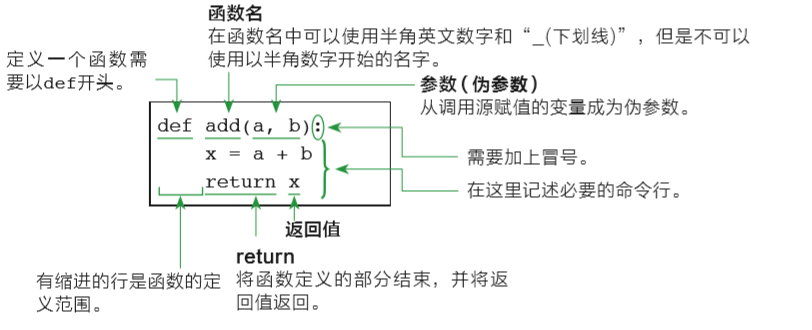 函数名
在函数名中可以使用半角英文数字和“_(下划线)”，但是不可以
使用以半角数字开始的名字。
定义一个函数需
要以def开头。
参数(伪参数)
从调用源赋值的变量成为伪参数。
def add(a, b):
x = a + b
return x
需要加上冒号。
在这里记述必要的命令行。
返回值
return
将函数定义的部分结束，并将返
回值返回。
有缩进的行是函数的定
义范围。